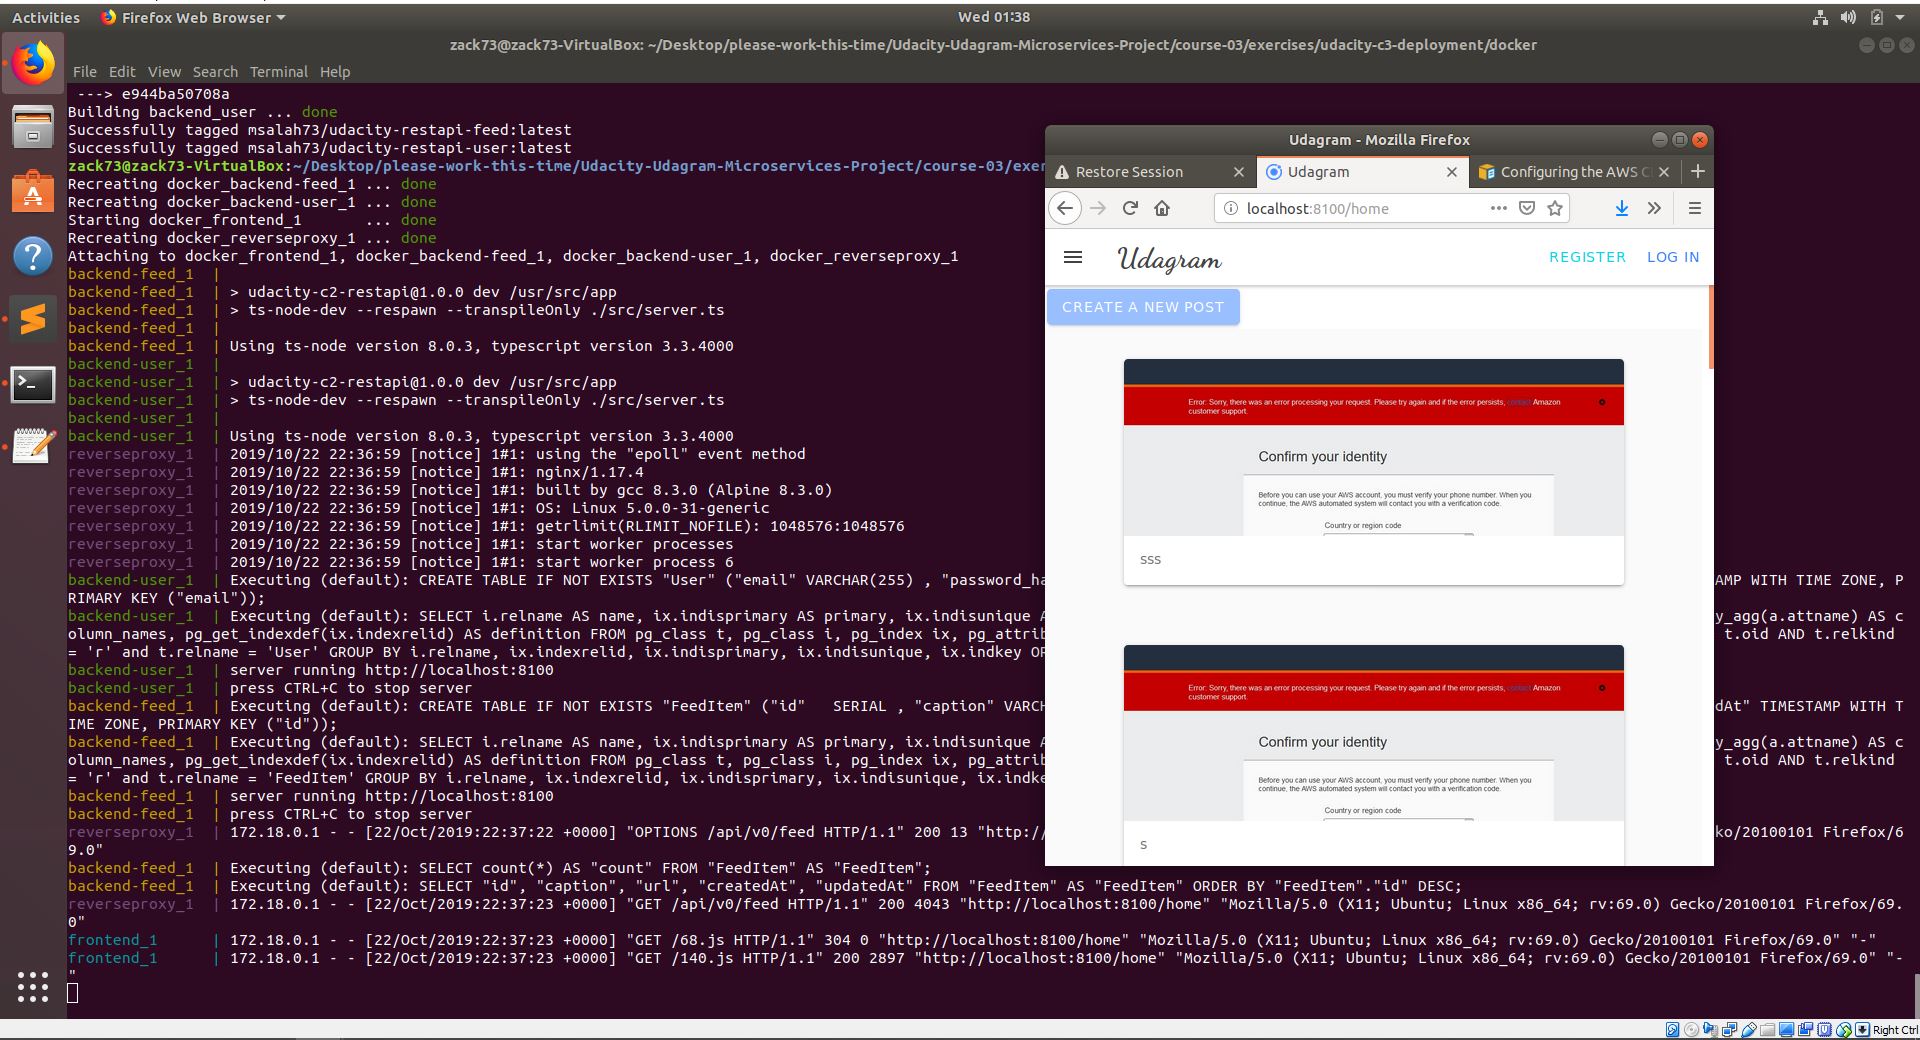 Activities
Firefox Web Browser
Wed 01:38
zack73@zack73-VirtualBox: ~/Desktop/please-work-this-time/Udacity-Udagram-Microservices-Project/course-03/exercises/udacity-c3-deployment/docker
File Edit View Search Terminal Help
---> e944ba50708a
Building backend_user ... done
Successfully tagged msalah73/udacity-restapi-feed:latest
Successfully tagged msalah73/udacity-restapi-user:latest
zack73@zack73-VirtualBox:~/Desktop/please-work-this-time/Udacity-Udagram-Microservices-Project/course-03/exer
Recreating docker_backend-feed_1 ... done
Recreating docker_backend-user_1 ... done
Starting docker_frontend_1 ... done
Recreating docker_reverseproxy_1 ... done
Attaching to docker_frontend_1, docker_backend-feed_1, docker_backend-user_1, docker_reverseproxy_1
backend-feed_1 |
backend-feed_1 | > udacity-c2-restapi@1.0.0 dev /usr/src/app
backend-feed_1 | > ts-node-dev --respawn --transpileOnly ./src/server.ts
backend-feed_1 |
backend-feed_1 | Using ts-node version 8.0.3, typescript version 3.3.4000
backend-user_1 |
backend-user_1 | > udacity-c2-restapi@1.0.0 dev /usr/src/app
backend-user_1 | > ts-node-dev --respawn --transpileOnly ./src/server.ts
backend-user_1 |
backend-user_1 | Using ts-node version 8.0.3, typescript version 3.3.4000
reverseproxy_1 | 2019/10/22 22:36:59 [notice] 1#1: using the "epoll" event method
reverseproxy_1 | 2019/10/22 22:36:59 [notice] 1#1: nginx/1.17.4
reverseproxy_1 | 2019/10/22 22:36:59 [notice] 1#1: built by gcc 8.3.0 (Alpine 8.3.0)
reverseproxy_1 | 2019/10/22 22:36:59 [notice] 1#1: OS: Linux 5.0.0-31-generic
reverseproxy_1 | 2019/10/22 22:36:59 [notice] 1#1: getrlimit(RLIMIT_NOFILE): 1048576:1048576
reverseproxy_1 | 2019/10/22 22:36:59 [notice] 1#1: start worker processes
reverseproxy_1 | 2019/10/22 22:36:59 [notice] 1#1: start worker process 6
backend-user_1 | Executing (default): CREATE TABLE IF NOT EXISTS "User" ("email" VARCHAR(255) , "password_ha AMP WITH TIME ZONE, P
RIMARY KEY ("email"));
backend-user_1 | Executing (default): SELECT i.relname AS name, ix.indisprimary AS primary, ix.indisunique A y_agg(a.attname) AS c
olumn_names, pg_get_indexdef(ix.indexrelid) AS definition FROM pg_class t, pg_class i, pg_index ix, pg_attrib t.oid AND t.relkind
= 'r' and t.relname = 'User' GROUP BY i.relname, ix.indexrelid, ix.indisprimary, ix.indisunique, ix.indkey OR
backend-user_1 | server running http://localhost:8100
backend-user_1 | press CTRL+C to stop server
backend-feed_1 | Executing (default): CREATE TABLE IF NOT EXISTS "FeedItem" ("id" SERIAL , "caption" VARCH dAt" TIMESTAMP WITH T
IME ZONE, PRIMARY KEY ("id"));
backend-feed_1 | Executing (default): SELECT i.relname AS name, ix.indisprimary AS primary, ix.indisunique A y_agg(a.attname) AS c
olumn_names, pg_get_indexdef(ix.indexrelid) AS definition FROM pg_class t, pg_class i, pg_index ix, pg_attrib t.oid AND t.relkind
= 'r' and t.relname = 'FeedItem' GROUP BY i.relname, ix.indexrelid, ix.indisprimary, ix.indisunique, ix.indke
backend-feed_1 | server running http://localhost:8100
backend-feed_1 | press CTRL+C to stop server
reverseproxy_1 | 172.18.0.1 - - [22/Oct/2019:22:37:22 +0000] "OPTIONS /api/v0/feed HTTP/1.1" 200 13 "http:// ko/20100101 Firefox/6
9.0"
backend-feed_1 | Executing (default): SELECT count(*) AS "count" FROM "FeedItem" AS "FeedItem";
backend-feed_1 | Executing (default): SELECT "id", "caption", "url", "createdAt", "updatedAt" FROM "FeedItem" AS "FeedItem" ORDER BY "FeedItem"."id" DESC;
reverseproxy_1 | 172.18.0.1 - - [22/Oct/2019:22:37:23 +0000] "GET /api/v0/feed HTTP/1.1" 200 4043 "http://localhost:8100/home" "Mozilla/5.0 (X11; Ubuntu; Linux x86_64; rv:69.0) Gecko/20100101 Firefox/69.
0"
frontend_1 | 172.18.0.1 - - [22/Oct/2019:22:37:23 +0000] "GET /68.js HTTP/1.1" 304 0 "http://localhost:8100/home" "Mozilla/5.0 (X11; Ubuntu; Linux x86_64; rv:69.0) Gecko/20100101 Firefox/69.0" "-"
frontend_1 | 172.18.0.1 - - [22/Oct/2019:22:37:23 +0000] "GET /140.js HTTP/1.1" 200 2897 "http://localhost:8100/home" "Mozilla/5.0 (X11; Ubuntu; Linux x86_64; rv:69.0) Gecko/20100101 Firefox/69.0" "-
"
Udagram - Mozilla Firefox
Restore Session
Udagram
Configuring the AWS C
localhost:8100/home
Udagram
REGISTER
LOG IN
CREATE A NEW POST
Error: Sorry, there was an error processing your request. Please try again and if the error persists, contact Amazon
customer support.
Confirm your identity
Before you can use your AWS account, you must verify your phone number. When you
continue, the AWS automated system will contact you with a verification code.
Country or region code
sss
Error: Sorry, there was an error processing your request. Please try again and if the error persists, contact Amazon
customer support.
Confirm your identity
Before you can use your AWS account, you must verify your phone number. When you
continue, the AWS automated system will contact you with a verification code.
Country or region code
s
Right Ctrl